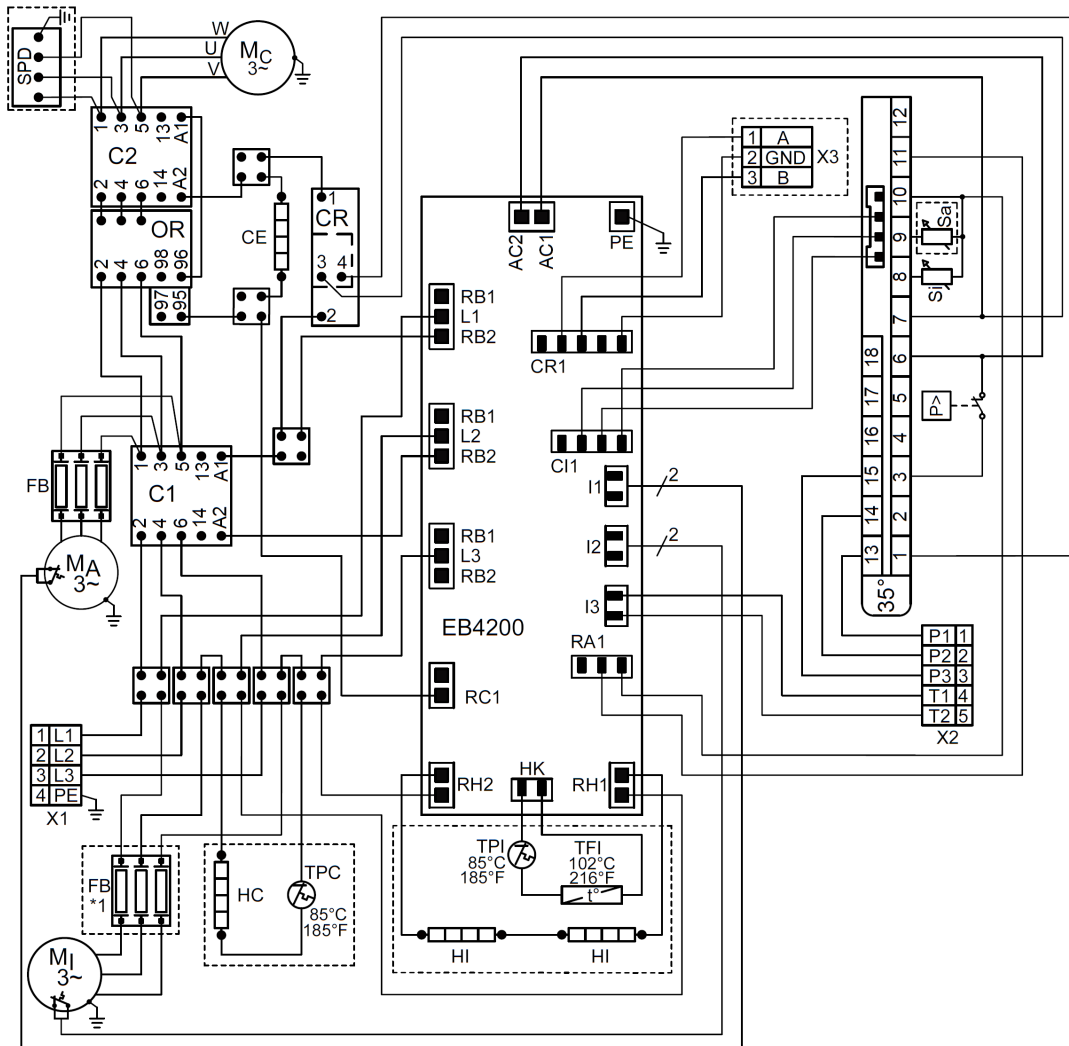 SPD
W
U
V
MC
3~
1 3 5 13 A1
C2
2 4 6 14 A2
OR
2 4 6 98 96
97 95
CE
1
CR
3 4
2
1 A
2 GND
3 B
X3
AC2 AC1
PE
RB1
L1
RB2
CR1
RB1
L2
RB2
CI1
I1
2
I2
2
RB1
L3
RB2
I3
EB4200
RA1
RC1
RH2
HK
RH1
12
11
10
9
8
7
6
5
4
3
2
1
18
17
16
15
14
13
35°
Sa
Si
P>
P1 1
P2 2
P3 3
T1 4
T2 5
X2
1 3 5 13 A1
C1
2 4 6 14 A2
FB
MA
3~
1 L1
2 L2
3 L3
4 PE
X1
FB
*1
MI
3~
HC
TPC
85°C
185°F
TPI
85°C
185°F
TFI
102°C
216°F
t°
HI
HI